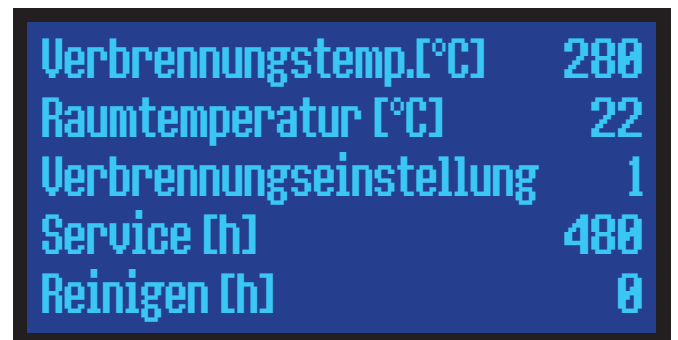 Verbrennungstemp.[°C] 280
Raumtemperatur [°C] 22
Verbrennungseinstellung 1
Service [h] 480
Reinigen [h] 0